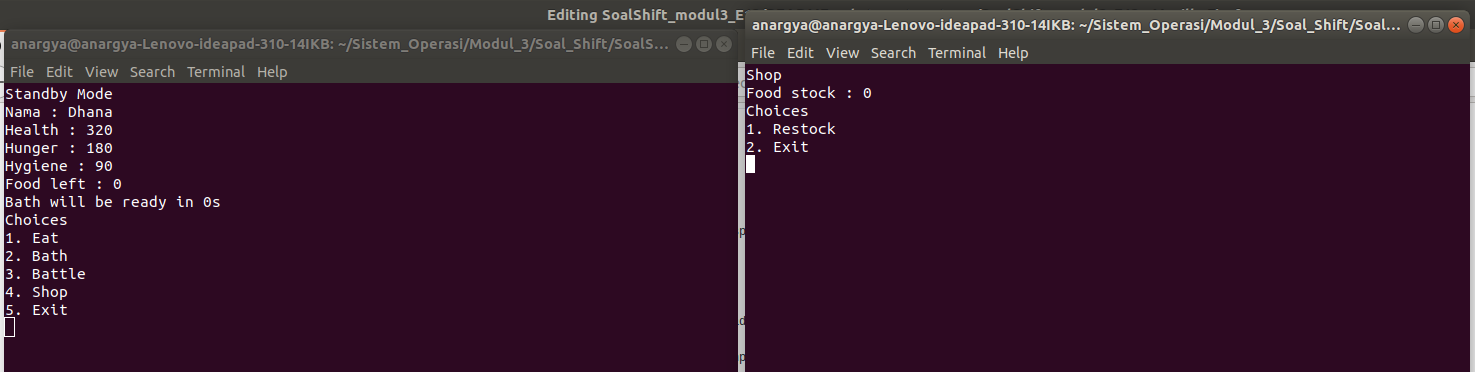 Editing SoalShift_modul3_E
anargya@anargya-Lenovo-ideapad-310-14IKB: ~/Sistem_Operasi/Modul_3/Soal_Shift/SoalS...
File Edit View Search Terminal Help
Standby Mode
Nama : Dhana
Health : 320
Hunger : 180
Hygiene : 90
Food left : 0
Bath will be ready in 0s
Choices
1. Eat
2. Bath
3. Battle
4. Shop
5. Exit
anargya@anargya-Lenovo-ideapad-310-14IKB: ~/Sistem_Operasi/Modul_3/Soal_Shift/Soal...
File Edit View Search Terminal Help
Shop
Food stock : 0
Choices
1. Restock
2. Exit